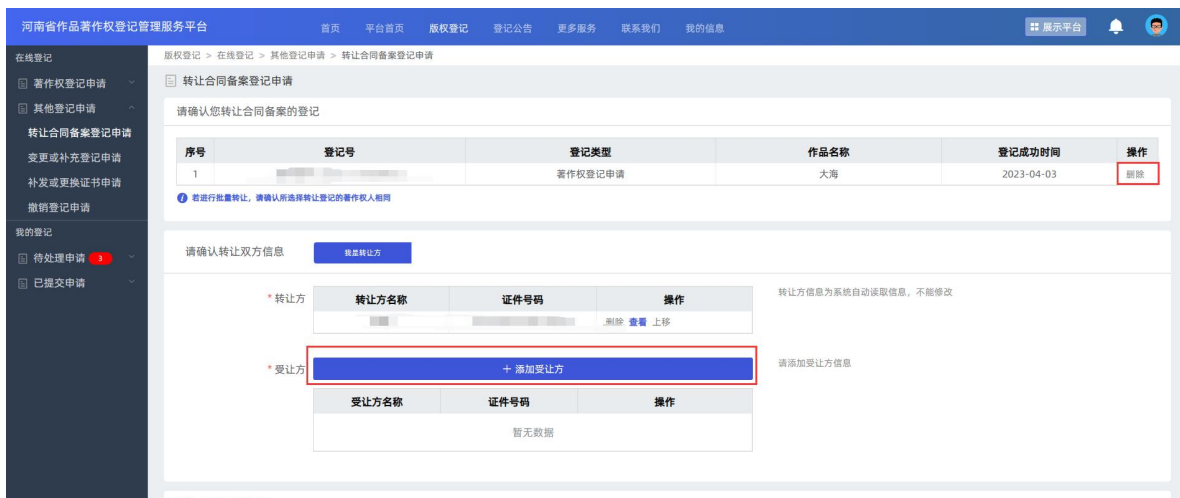 河南省作品著作权登记管理服务平台 首页 平台首页 版权登记 登记公告 更多服务 联系我们 我的信息 展示平台
在线登记
著作权登记申请
其他登记申请
转让合同备案登记申请
变更或补充登记申请
补发或更换证书申请
撤销登记申请
我的登记
待处理申请 3
已提交申请
版权登记 > 在线登记 > 其他登记申请 > 转让合同备案登记申请
转让合同备案登记申请
请确认您转让合同备案的登记
序号 登记号 登记类型 作品名称 登记成功时间 操作
1 著作权登记申请 大海 2023-04-03 删除
若进行批量转让，请确认所选择转让登记的著作权人相同
请确认转让双方信息 我是转让方
* 转让方 转让方名称 证件号码 操作 转让方信息为系统自动读取信息，不能修改
删除 查看 上移
* 受让方 + 添加受让方 请添加受让方信息
受让方名称 证件号码 操作
暂无数据